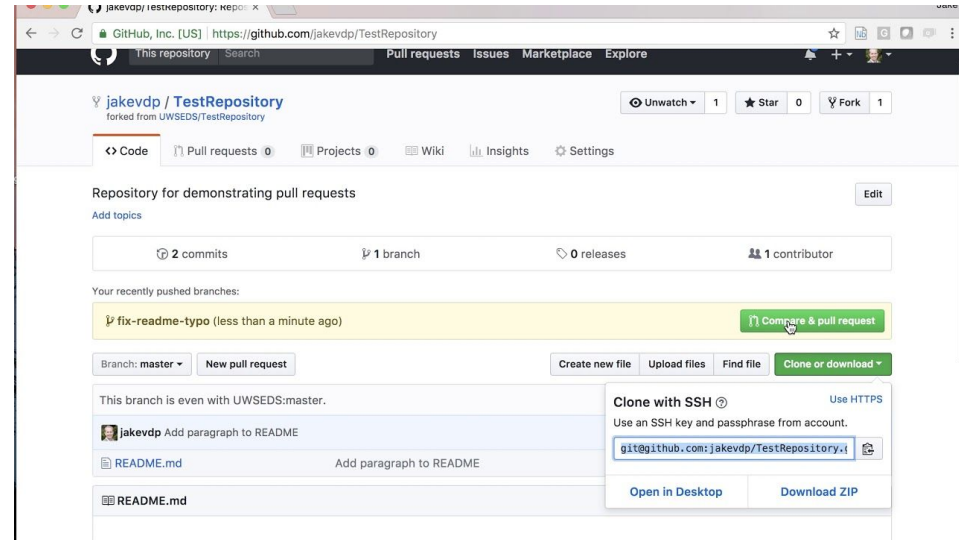 jakevdp/TestRepository: Repos ×
GitHub, Inc. [US] | https://github.com/jakevdp/TestRepository
This repository Search Pull requests Issues Marketplace Explore
jakevdp / TestRepository
forked from UWSEDS/TestRepository
Unwatch 1 Star 0 Fork 1
Code Pull requests 0 Projects 0 Wiki Insights Settings
Repository for demonstrating pull requests
Edit
Add topics
2 commits 1 branch 0 releases 1 contributor
Your recently pushed branches:
fix-readme-typo (less than a minute ago) Compare & pull request
Branch: master New pull request Create new file Upload files Find file Clone or download
This branch is even with UWSEDS:master.
jakevdp Add paragraph to README
README.md Add paragraph to README
README.md
Clone with SSH
Use HTTPS
Use an SSH key and passphrase from account.
git@github.com:jakevdp/TestRepository.
Open in Desktop Download ZIP